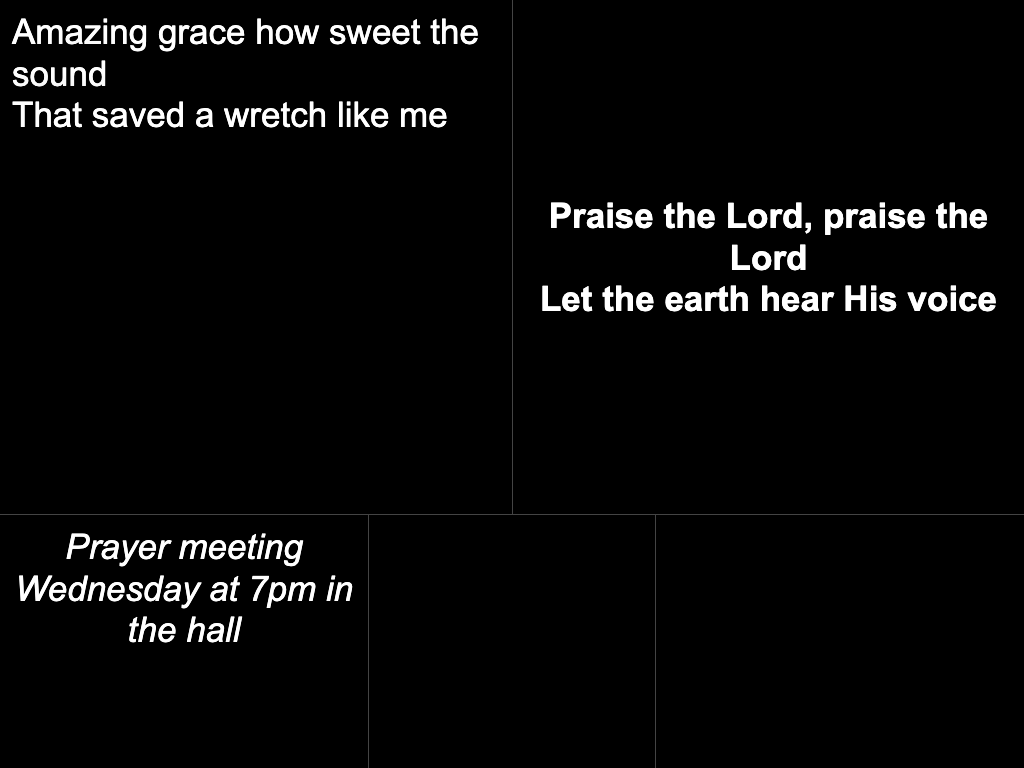 Amazing grace how sweet the
sound
That saved a wretch like me
Praise the Lord, praise the
Lord
Let the earth hear His voice
Prayer meeting
Wednesday at 7pm in
the hall